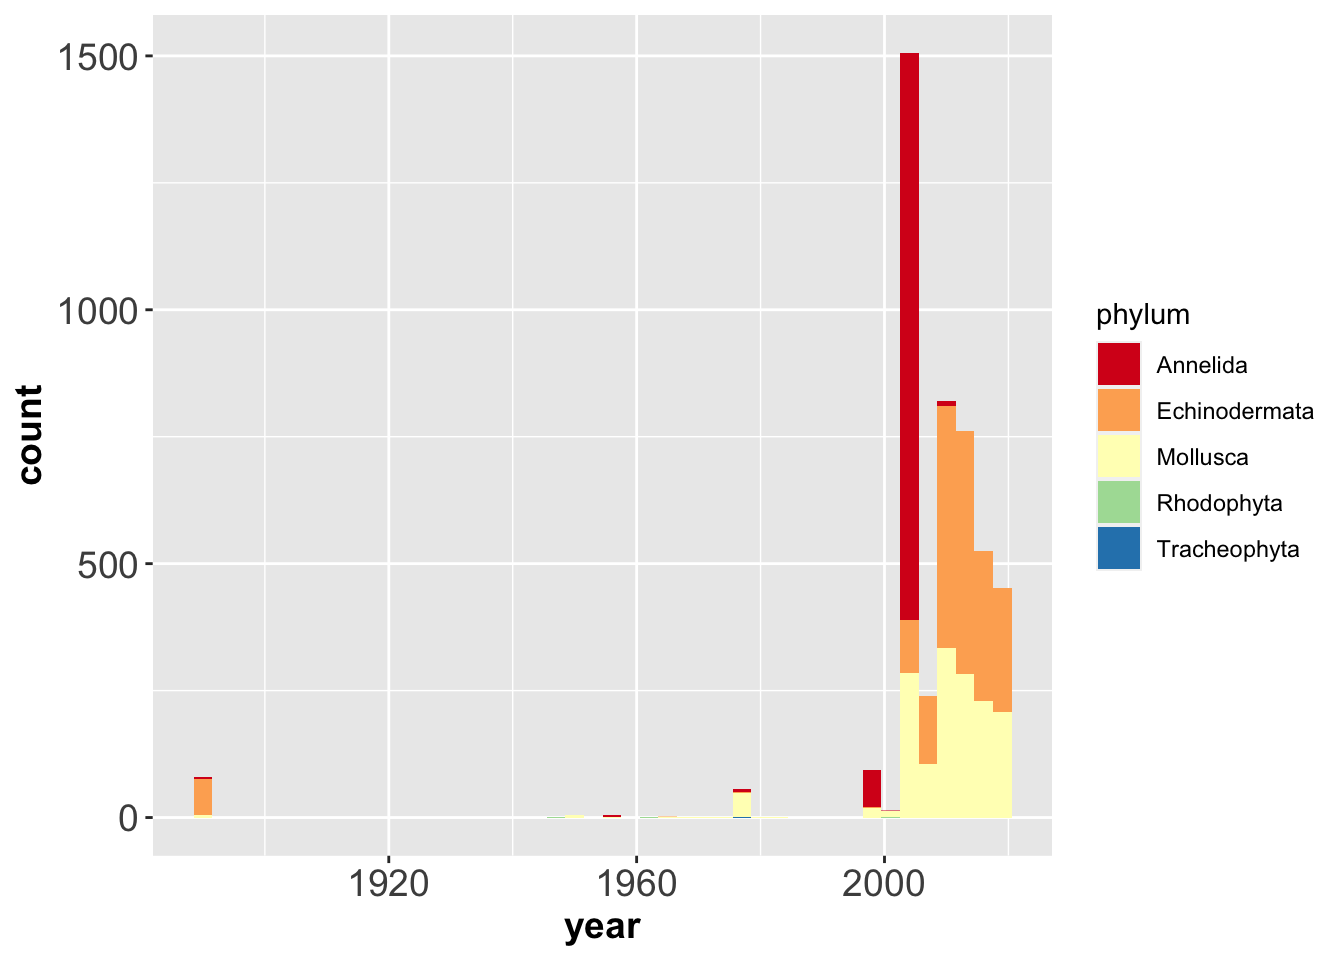 1500
1000
500
0
count
1920
1960
2000
year
phylum
Annelida
Echinodermata
Mollusca
Rhodophyta
Tracheophyta